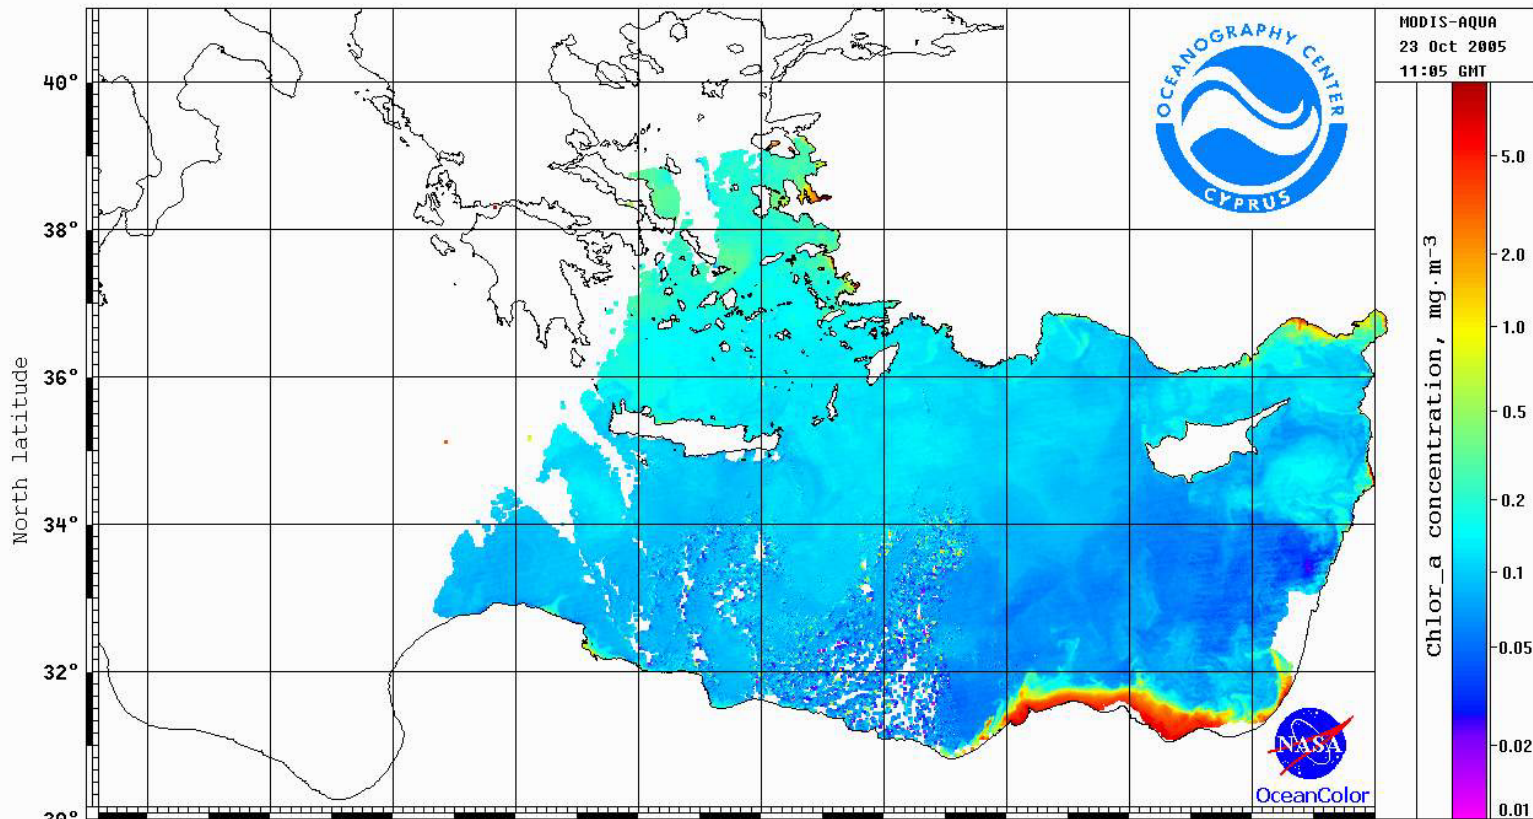 MODIS-AQUA
23 Oct 2005
11:05 GMT
OCEANOGRAPHY CENTER
CYPRUS
North latitude
40°
38°
36°
34°
32°
30°
Chlor_a concentration, mg·m-3
5.0
2.0
1.0
0.5
0.2
0.1
0.05
0.02
0.01
NASA
OceanColor